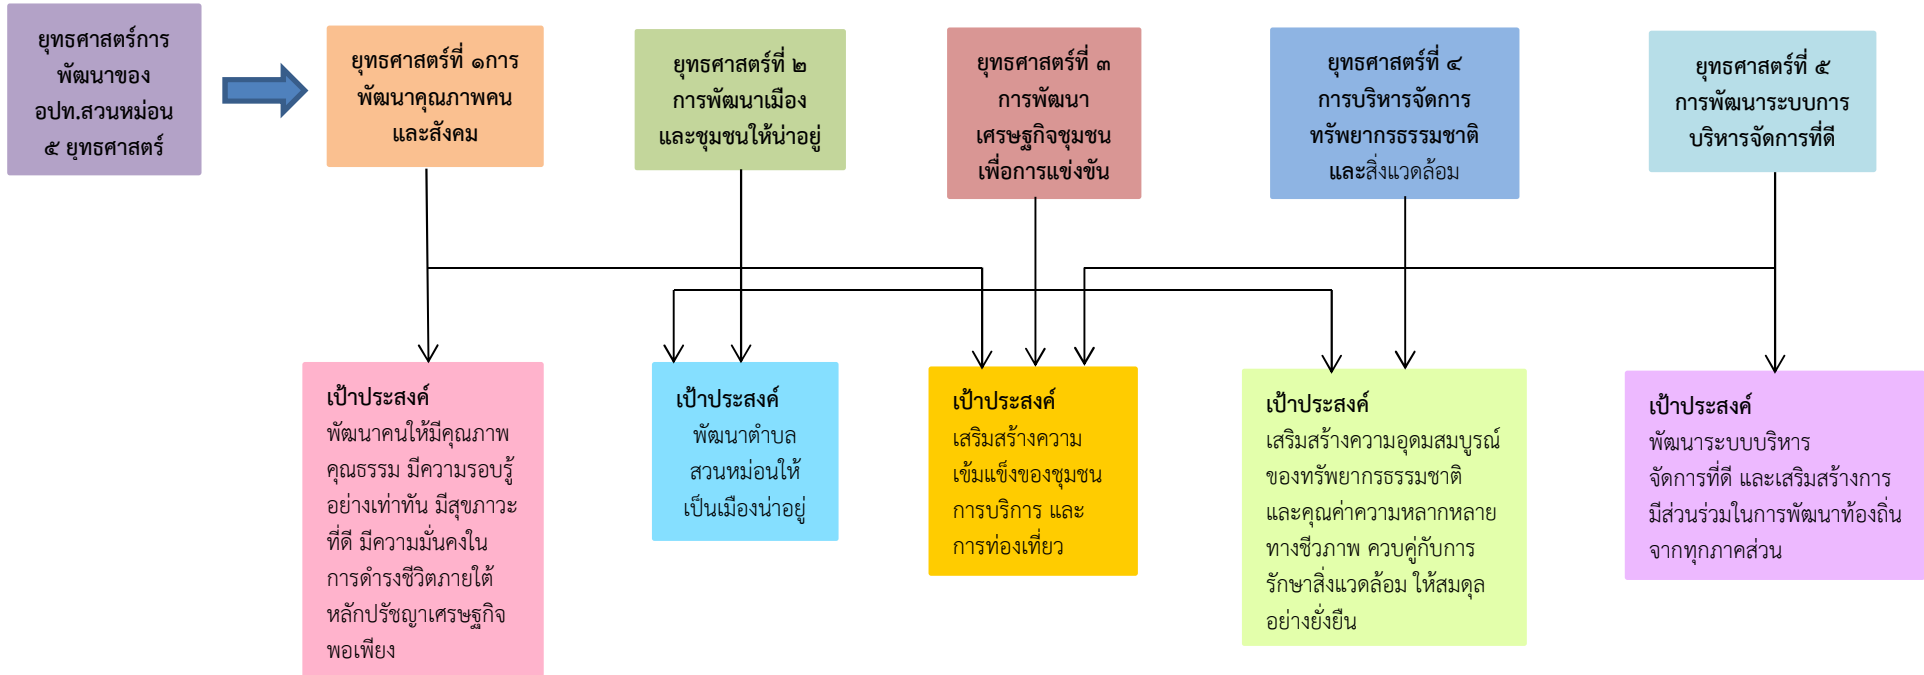 ยุทธศาสตร์การ
พัฒนาของ
อปท.สวนหม่อน
๕ ยุทธศาสตร์
ยุทธศาสตร์ที่ ๑การ
พัฒนาคุณภาพคน
และสังคม
ยุทธศาสตร์ที่ ๒
การพัฒนาเมือง
และชุมชนให้น่าอยู่
ยุทธศาสตร์ที่ ๓
การพัฒนา
เศรษฐกิจชุมชน
เพื่อการแข่งขัน
ยุทธศาสตร์ที่ ๔
การบริหารจัดการ
ทรัพยากรธรรมชาติ
และสิ่งแวดล้อม
ยุทธศาสตร์ที่ ๕
การพัฒนาระบบการ
บริหารจัดการที่ดี
เป้าประสงค์
พัฒนาคนให้มีคุณภาพ
คุณธรรม มีความรอบรู้
อย่างเท่าทัน มีสุขภาวะ
ที่ดี มีความมั่นคงใน
การดำรงชีวิตภายใต้
หลักปรัชญาเศรษฐกิจ
พอเพียง
เป้าประสงค์
พัฒนาตำบล
สวนหม่อนให้
เป็นเมืองน่าอยู่
เป้าประสงค์
เสริมสร้างความ
เข้มแข็งของชุมชน
การบริการ และ
การท่องเที่ยว
เป้าประสงค์
เสริมสร้างความอุดมสมบูรณ์
ของทรัพยากรธรรมชาติ
และคุณค่าความหลากหลาย
ทางชีวภาพ ควบคู่กับการ
รักษาสิ่งแวดล้อม ให้สมดุล
อย่างยั่งยืน
เป้าประสงค์
พัฒนาระบบบริหาร
จัดการที่ดี และเสริมสร้างการ
มีส่วนร่วมในการพัฒนาท้องถิ่น
จากทุกภาคส่วน